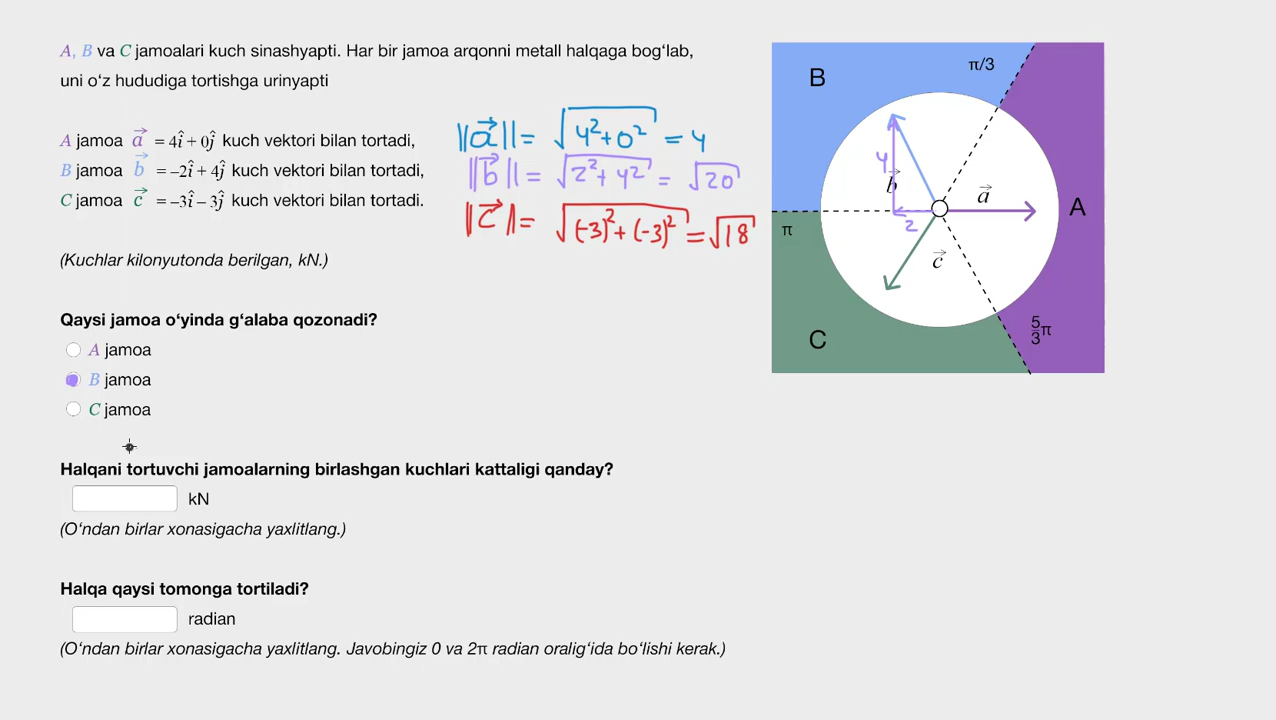 A, B va C jamoalari kuch sinashyapti. Har bir jamoa arqonni metall halqaga bog‘lab,
uni o‘z hududiga tortishga urinyapti
A jamoa a⃗ = 4î + 0ĵ kuch vektori bilan tortadi,
B jamoa b⃗ = –2î + 4ĵ kuch vektori bilan tortadi,
C jamoa c⃗ = –3î – 3ĵ kuch vektori bilan tortadi.
(Kuchlar kilonyutonda berilgan, kN.)
||a⃗|| = √(4²+0²) = 4
||b⃗|| = √(2²+4²) = √20
||c⃗|| = √((-3)²+(-3)²) = √18
B
π/3
4
b⃗
a⃗
A
2
π
c⃗
C
5/3 π
Qaysi jamoa o‘yinda g‘alaba qozonadi?
A jamoa
B jamoa
C jamoa
Halqani tortuvchi jamoalarning birlashgan kuchlari kattaligi qanday?
kN
(O‘ndan birlar xonasigacha yaxlitlang.)
Halqa qaysi tomonga tortiladi?
radian
(O‘ndan birlar xonasigacha yaxlitlang. Javobingiz 0 va 2π radian oralig‘ida bo‘lishi kerak.)